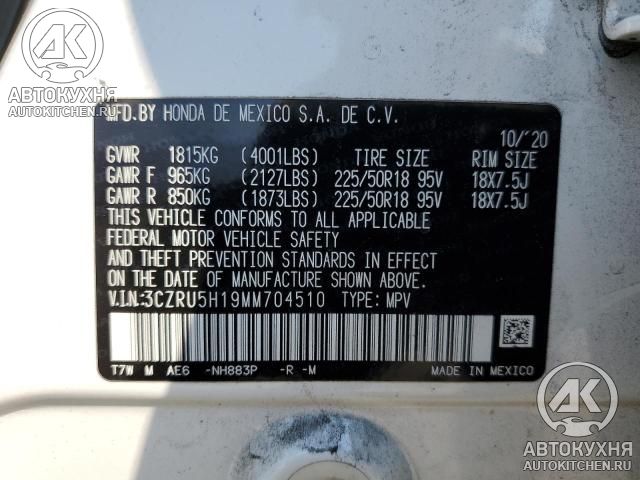 AK
АВТОКУХНЯ
AUTOKITCHEN.RU
MFD.BY HONDA DE MEXICO S.A. DE C.V.
10/'20
GVWR 1815KG (4001LBS) TIRE SIZE RIM SIZE
GAWR F 965KG (2127LBS) 225/50R18 95V 18X7.5J
GAWR R 850KG (1873LBS) 225/50R18 95V 18X7.5J
THIS VEHICLE CONFORMS TO ALL APPLICABLE
FEDERAL MOTOR VEHICLE SAFETY
AND THEFT PREVENTION STANDARDS IN EFFECT
ON THE DATE OF MANUFACTURE SHOWN ABOVE.
V.I.N.:3CZRU5H19MM704510 TYPE: MPV
T7W M AE6 -NH883P -R -M MADE IN MEXICO
AK
АВТОКУХНЯ
AUTOKITCHEN.RU